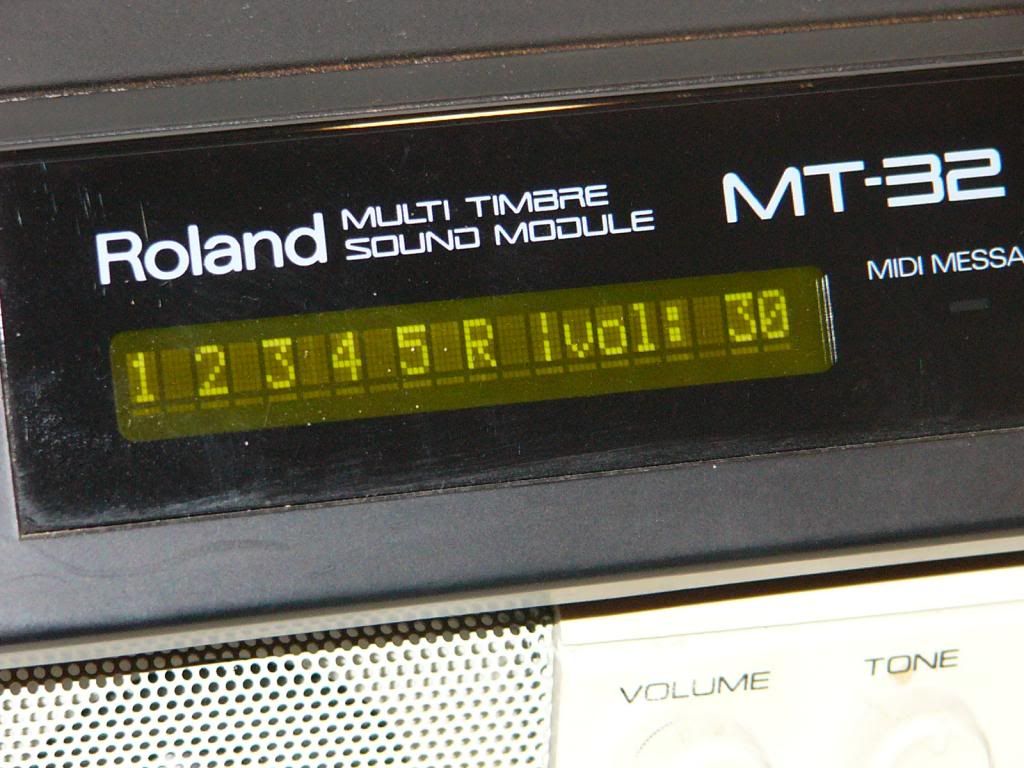 Roland MULTI TIMBRE
SOUND MODULE
MT-32
MIDI MESSA
1 2 3 4 5 R |vol: 30
VOLUME
TONE